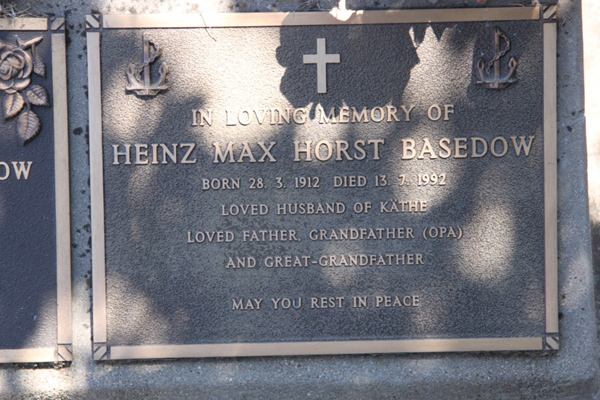 IN LOVING MEMORY OF
HEINZ MAX HORST BASEDOW
BORN 28. 3. 1912 DIED 13. 7. 1992
LOVED HUSBAND OF KÄTHE
LOVED FATHER, GRANDFATHER (OPA)
AND GREAT-GRANDFATHER
MAY YOU REST IN PEACE
OW